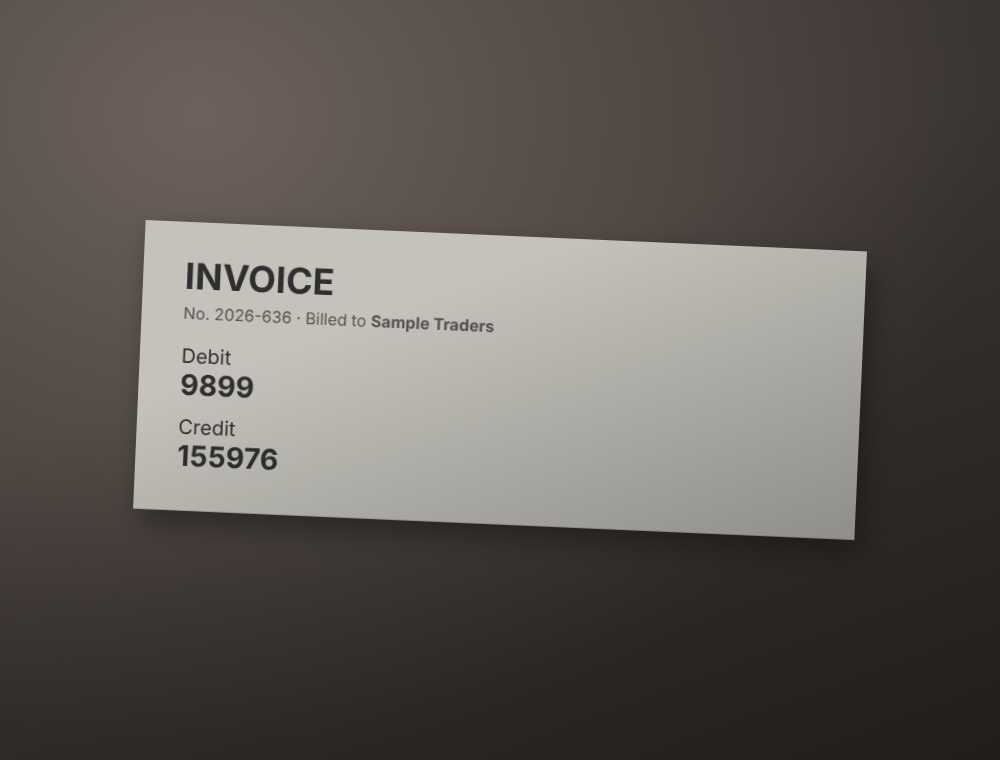 INVOICE
No. 2026-636 · Billed to Sample Traders
Debit
9899
Credit
155976